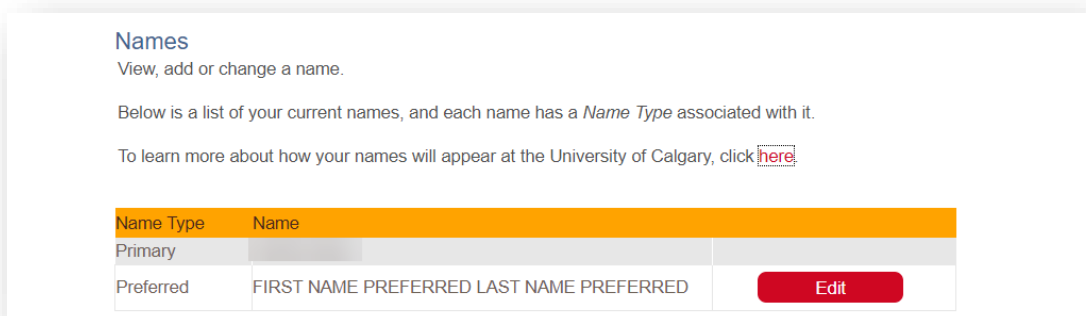 Names
View, add or change a name.
Below is a list of your current names, and each name has a Name Type associated with it.
To learn more about how your names will appear at the University of Calgary, click here.
Name Type Name
Primary
Preferred FIRST NAME PREFERRED LAST NAME PREFERRED Edit